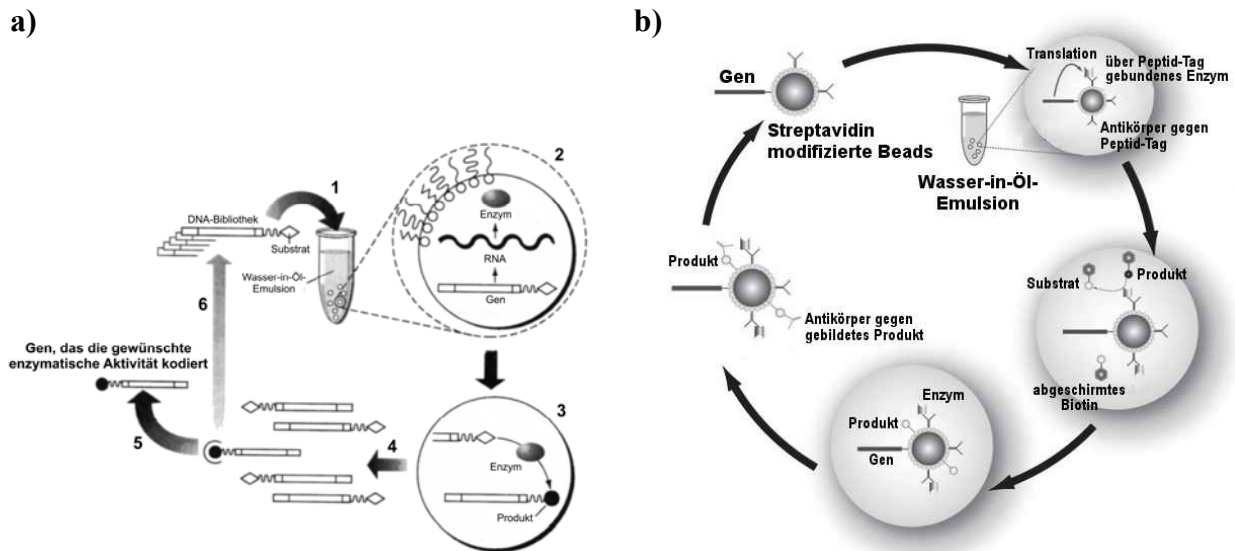 a)
1
2
DNA-Bibliothek
Substrat
Wasser-in-Öl-
Emulsion
Enzym
RNA
Gen
6
Gen, das die gewünschte
enzymatische Aktivität kodiert
5
4
3
Enzym
Produkt
b)
Gen
Streptavidin
modifizierte Beads
Translation
über Peptid-Tag
gebundenes Enzym
Antikörper gegen
Peptid-Tag
Wasser-in-Öl-
Emulsion
Substrat
Produkt
abgeschirmtes
Biotin
Enzym
Produkt
Gen
Produkt
Antikörper gegen
gebildetes Produkt